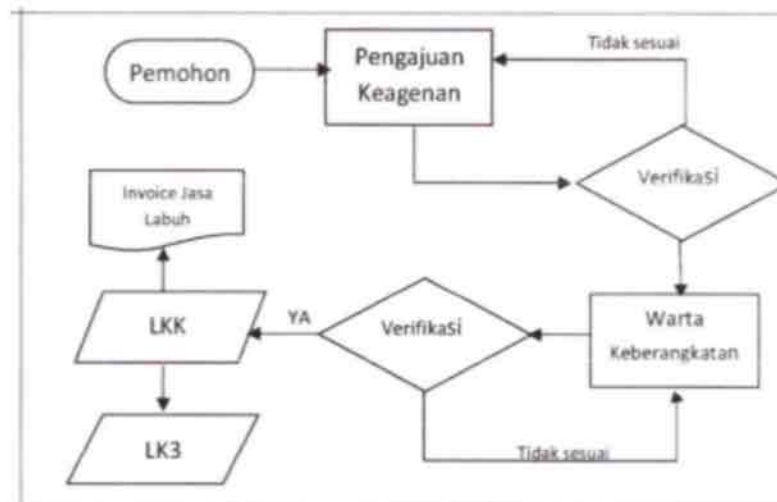 Pemohon
Pengajuan
Keagenan
Tidak sesuai
Verifikasi
Invoice Jasa
Labuh
LKK
YA
Verifikasi
Warta
Keberangkatan
LK3
Tidak sesuai